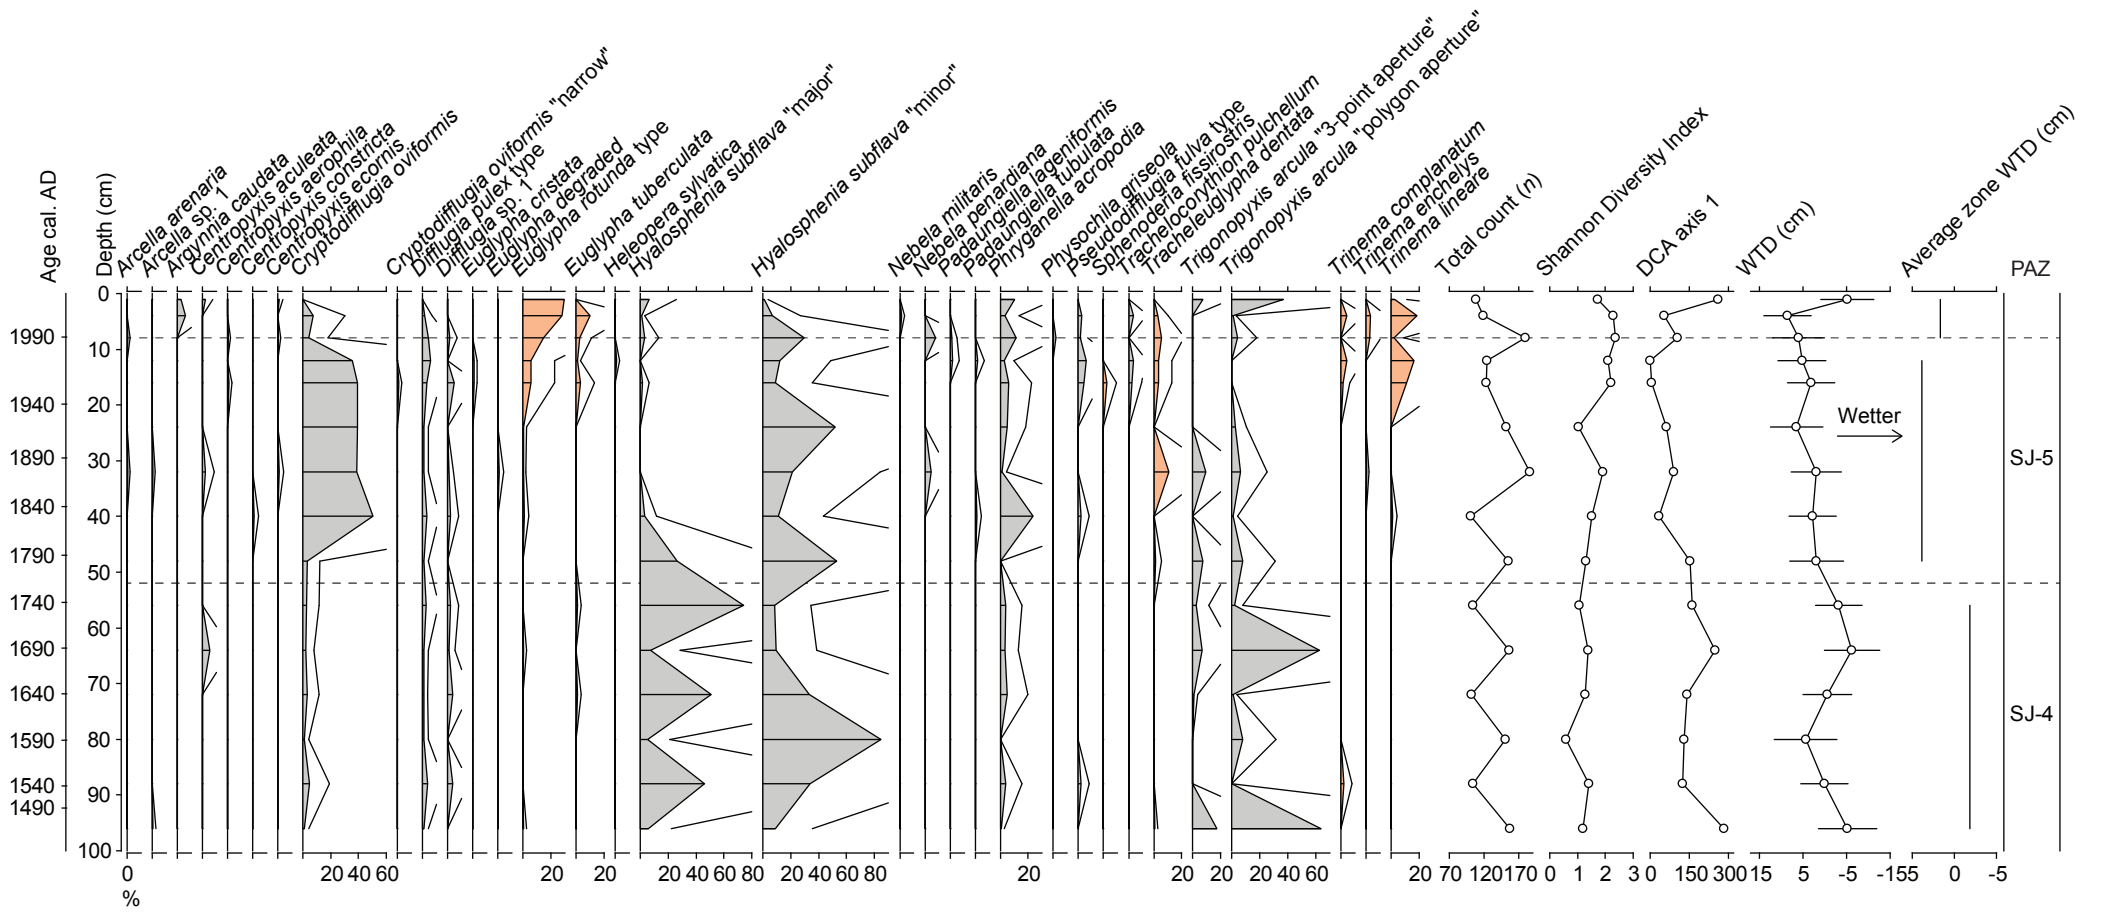 Age cal. AD
Depth (cm)
Arcella arenaria
Arcella sp. 1
Argynnia caudata
Centropyxis aculeata
Centropyxis aerophila
Centropyxis constricta
Centropyxis ecornis
Cryptodifflugia oviformis
Cryptodifflugia oviformis "narrow"
Difflugia pulex type
Difflugia sp. 1
Euglypha cristata
Euglypha degraded
Euglypha rotunda type
Euglypha tuberculata
Heleopera sylvatica
Hyalosphenia subflava "major"
Hyalosphenia subflava "minor"
Nebela militaris
Nebela penardiana
Padaungiella lageniformis
Padaungiella tubulata
Phryganella acropodia
Physochila griseola
Pseudodifflugia fulva type
Sphenoderia fissirostris
Trachelocorythion pulchellum
Tracheleuglypha dentata
Trigonopyxis arcula "3-point aperture"
Trigonopyxis arcula "polygon aperture"
Trinema complanatum
Trinema enchelys
Trinema lineare
Total count (n)
Shannon Diversity Index
DCA axis 1
WTD (cm)
Average zone WTD (cm)
PAZ
1990
1940
1890
1840
1790
1740
1690
1640
1590
1540
1490
0
10
20
30
40
50
60
70
80
90
100
Wetter
SJ-5
SJ-4
0 20 40 60 20 20 20 40 60 80 20 40 60 80 20 20 20 20 40 60 20 70 120 170 0 1 2 3 0 150 300 15 5 -5 -15 5 0 -5
%